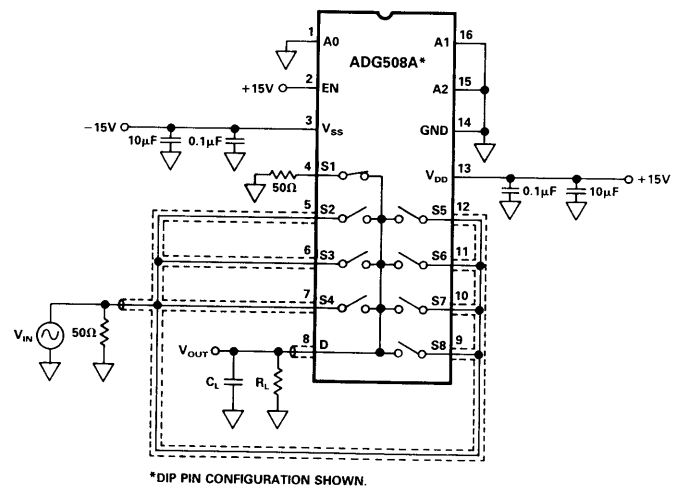 1
A0
ADG508A*
A1
16
+15V
2
EN
A2
15
−15V
3
VSS
GND
14
10μF
0.1μF
4
S1
VDD
13
+15V
50Ω
0.1μF
10μF
5
S2
S5
12
6
S3
S6
11
7
S4
S7
10
VIN
50Ω
VOUT
8
D
S8
9
CL
RL
*DIP PIN CONFIGURATION SHOWN.